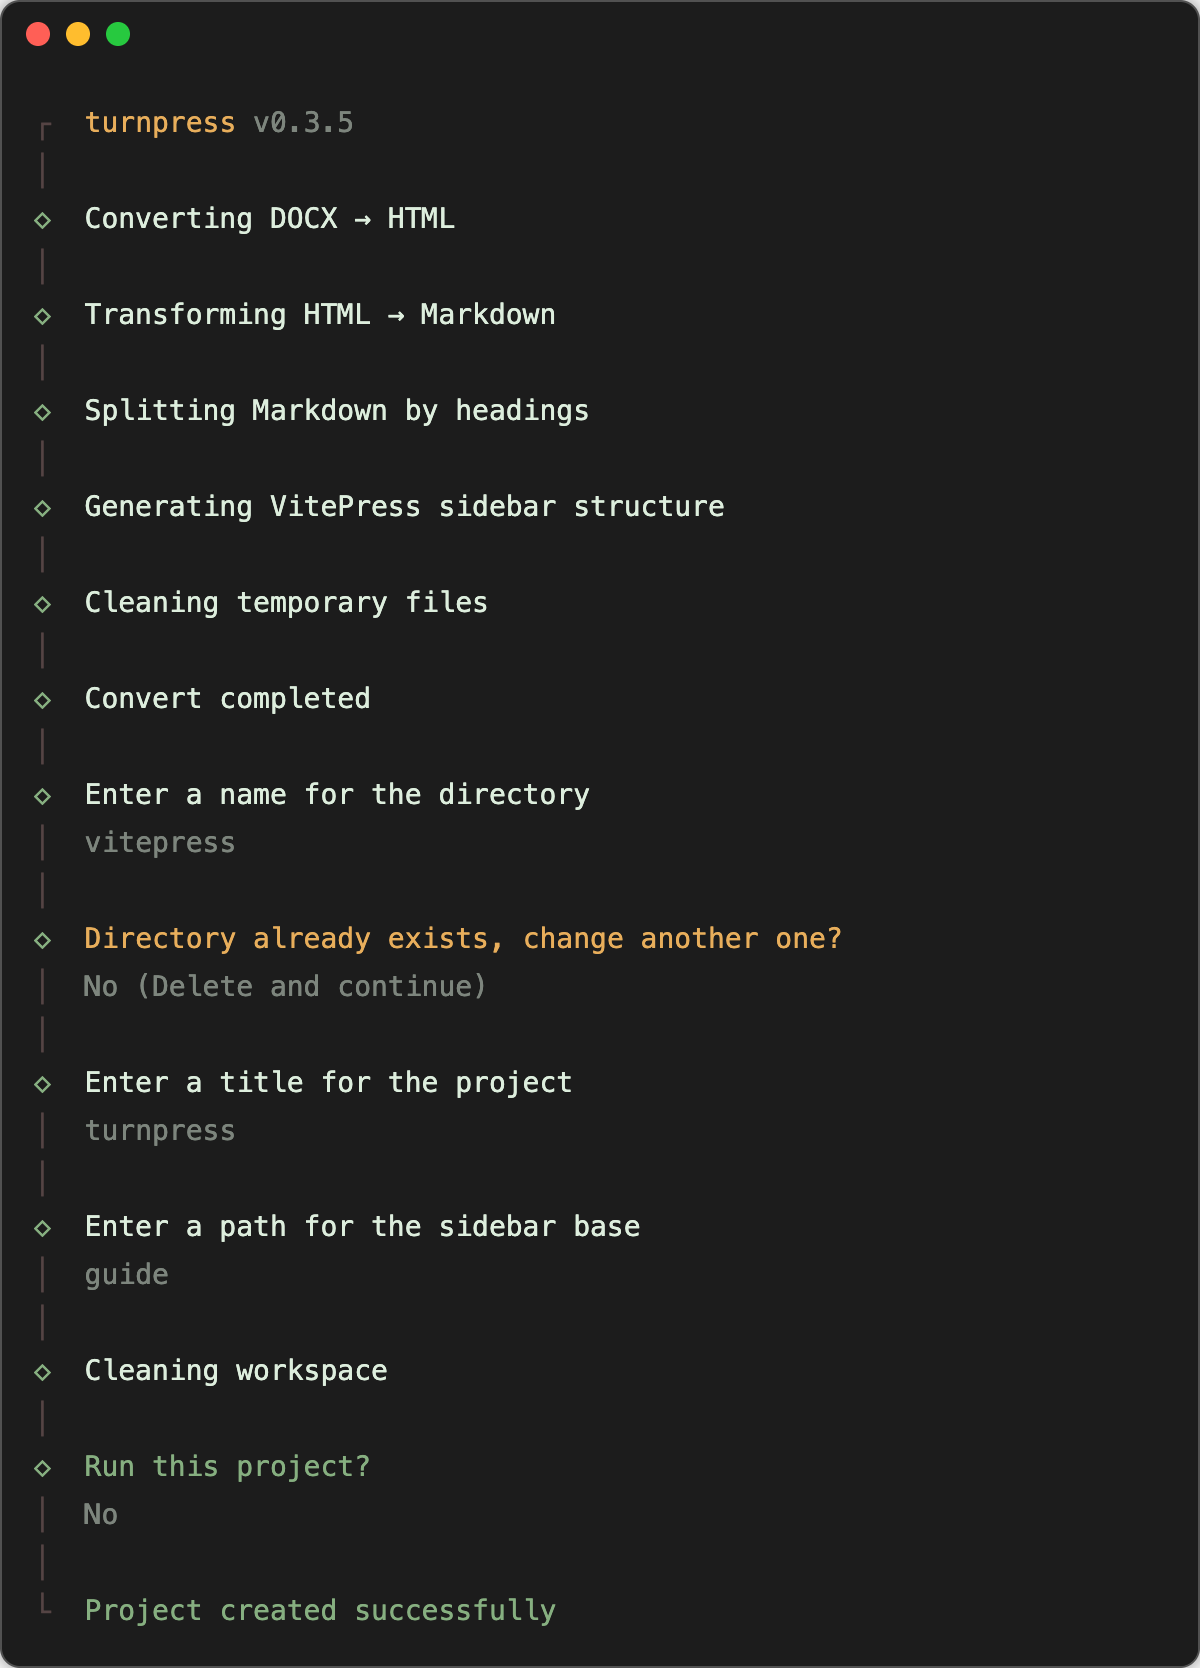 turnpress v0.3.5
Converting DOCX → HTML
Transforming HTML → Markdown
Splitting Markdown by headings
Generating VitePress sidebar structure
Cleaning temporary files
Convert completed
Enter a name for the directory
vitepress
Directory already exists, change another one?
No (Delete and continue)
Enter a title for the project
turnpress
Enter a path for the sidebar base
guide
Cleaning workspace
Run this project?
No
Project created successfully